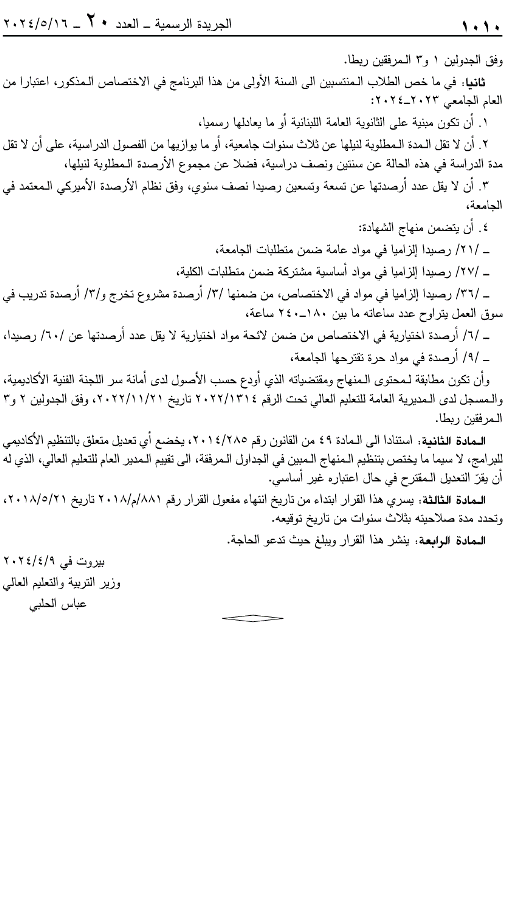 ١٠١٠
الجريدة الرسمية ــ العدد ٢٠ ــ ٢٠٢٤/٥/١٦
وفق الجدولين ١ و٣ المرفقين ربطا.
ثانيا: في ما خص الطلاب المنتسبين الى السنة الأولى من هذا البرنامج في الاختصاص المذكور، اعتبارا من
العام الجامعي ٢٠٢٣ــ٢٠٢٤:
١. أن تكون مبنية على الثانوية العامة اللبنانية أو ما يعادلها رسميا،
٢. أن لا تقل المدة المطلوبة لنيلها عن ثلاث سنوات جامعية، أو ما يوازيها من الفصول الدراسية، على أن لا تقل
مدة الدراسة في هذه الحالة عن سنتين ونصف دراسية، فضلا عن مجموع الأرصدة المطلوبة لنيلها،
٣. أن لا يقل عدد أرصدتها عن تسعة وتسعين رصيدا نصف سنوي، وفق نظام الأرصدة الأميركي المعتمد في
الجامعة،
٤. أن يتضمن منهاج الشهادة:
ــ /٢١/ رصيدا إلزاميا في مواد عامة ضمن متطلبات الجامعة،
ــ /٢٧/ رصيدا إلزاميا في مواد أساسية مشتركة ضمن متطلبات الكلية،
ــ /٣٦/ رصيدا إلزاميا في مواد في الاختصاص، من ضمنها /٣/ أرصدة مشروع تخرج و/٣/ أرصدة تدريب في
سوق العمل يتراوح عدد ساعاته ما بين ١٨٠ــ٢٤٠ ساعة،
ــ /٦/ أرصدة اختيارية في الاختصاص من ضمن لائحة مواد اختيارية لا يقل عدد أرصدتها عن /٦٠/ رصيدا،
ــ /٩/ أرصدة في مواد حرة تقترحها الجامعة،
وأن تكون مطابقة لمحتوى المنهاج ومقتضياته الذي أودع حسب الأصول لدى أمانة سر اللجنة الفنية الأكاديمية،
والمسجل لدى المديرية العامة للتعليم العالي تحت الرقم ٢٠٢٢/١٣١٤ تاريخ ٢٠٢٢/١١/٢١، وفق الجدولين ٢ و٣
المرفقين ربطا.
المادة الثانية: استنادا الى المادة ٤٩ من القانون رقم ٢٠١٤/٢٨٥، يخضع أي تعديل متعلق بالتنظيم الأكاديمي
للبرامج، لا سيما ما يختص بتنظيم المنهاج المبين في الجداول المرفقة، الى تقييم المدير العام للتعليم العالي، الذي له
أن يقرّ التعديل المقترح في حال اعتباره غير أساسي.
المادة الثالثة: يسري هذا القرار ابتداء من تاريخ انتهاء مفعول القرار رقم ٨٨١/م/٢٠١٨ تاريخ ٢٠١٨/٥/٢١،
وتحدد مدة صلاحيته بثلاث سنوات من تاريخ توقيعه.
المادة الرابعة: ينشر هذا القرار ويبلغ حيث تدعو الحاجة.
بيروت في ٢٠٢٤/٤/٩
وزير التربية والتعليم العالي
عباس الحلبي